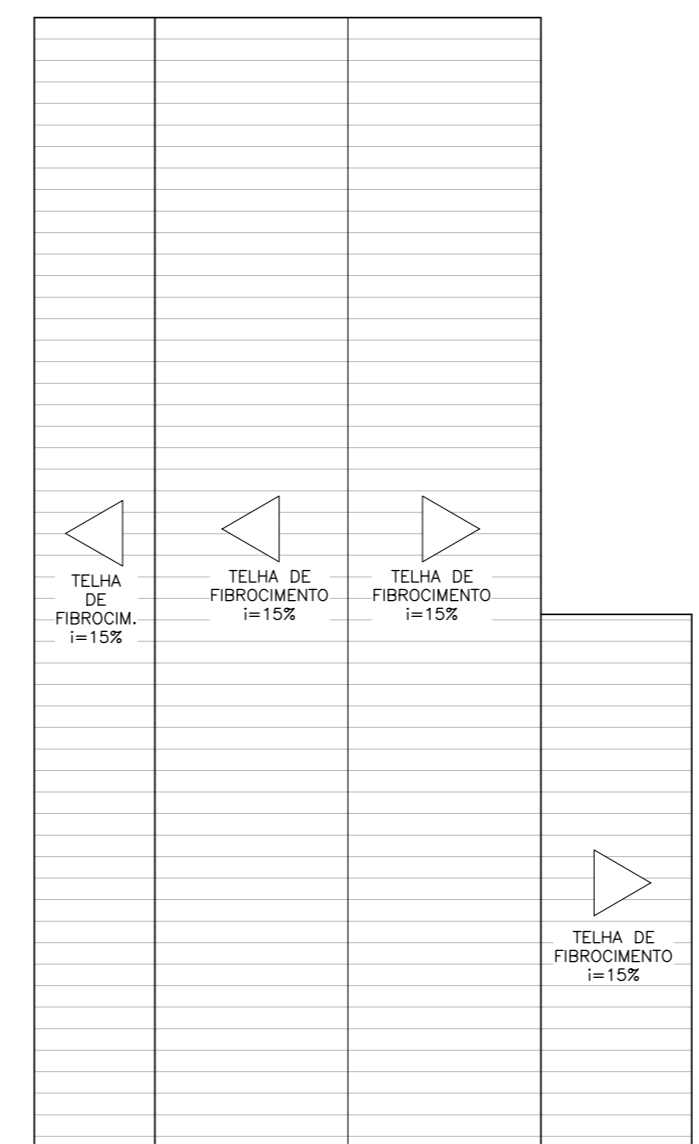 TELHA
DE
FIBROCIM.
i=15%
TELHA DE
FIBROCIMENTO
i=15%
TELHA DE
FIBROCIMENTO
i=15%
TELHA DE
FIBROCIMENTO
i=15%